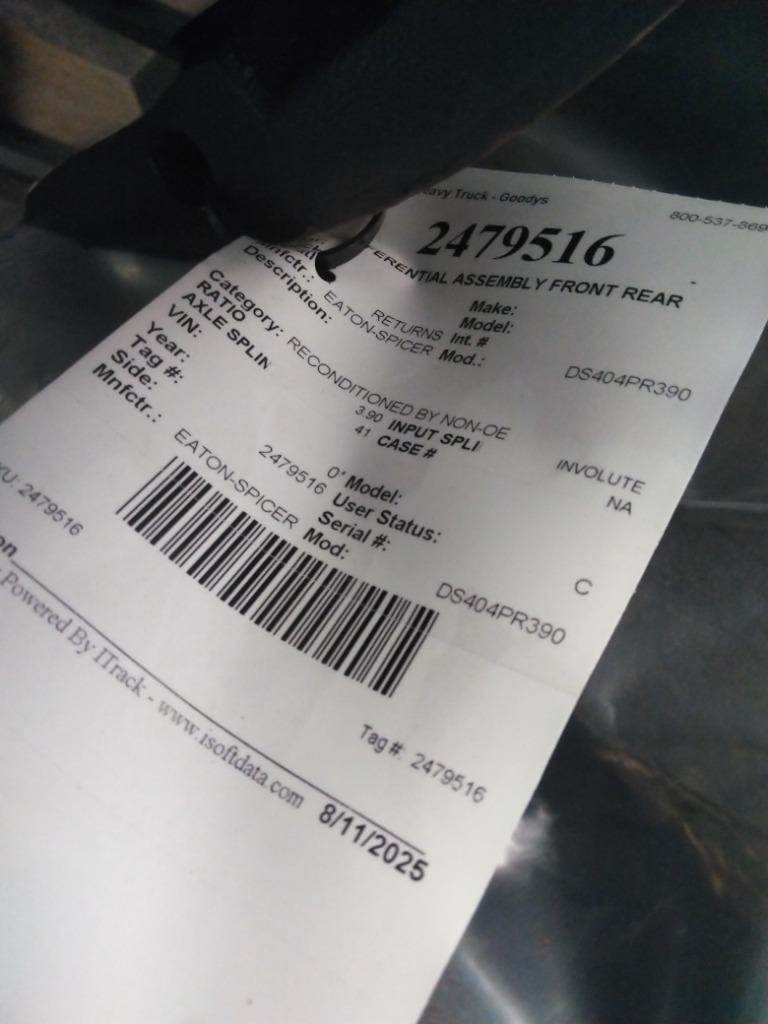 Truck - Goodys 800-537-869
2479516
ERENTIAL ASSEMBLY FRONT REAR
Make:
RETURNS Model:
Mnfctr.: EATON-SPICER Int. # Mod.: DS404PR390
Description:
Category: RECONDITIONED BY NON-OE
RATIO 3.90 INPUT SPLI INVOLUTE
AXLE SPLIN 41 CASE # NA
VIN:
Year: 0' Model:
Tag #: 2479516 User Status: C
Side: Serial #:
Mnfctr.: EATON-SPICER Mod: DS404PR390
U: 2479516
Tag #: 2479516
on
Powered By ITrack - www.isoftdata.com 8/11/2025